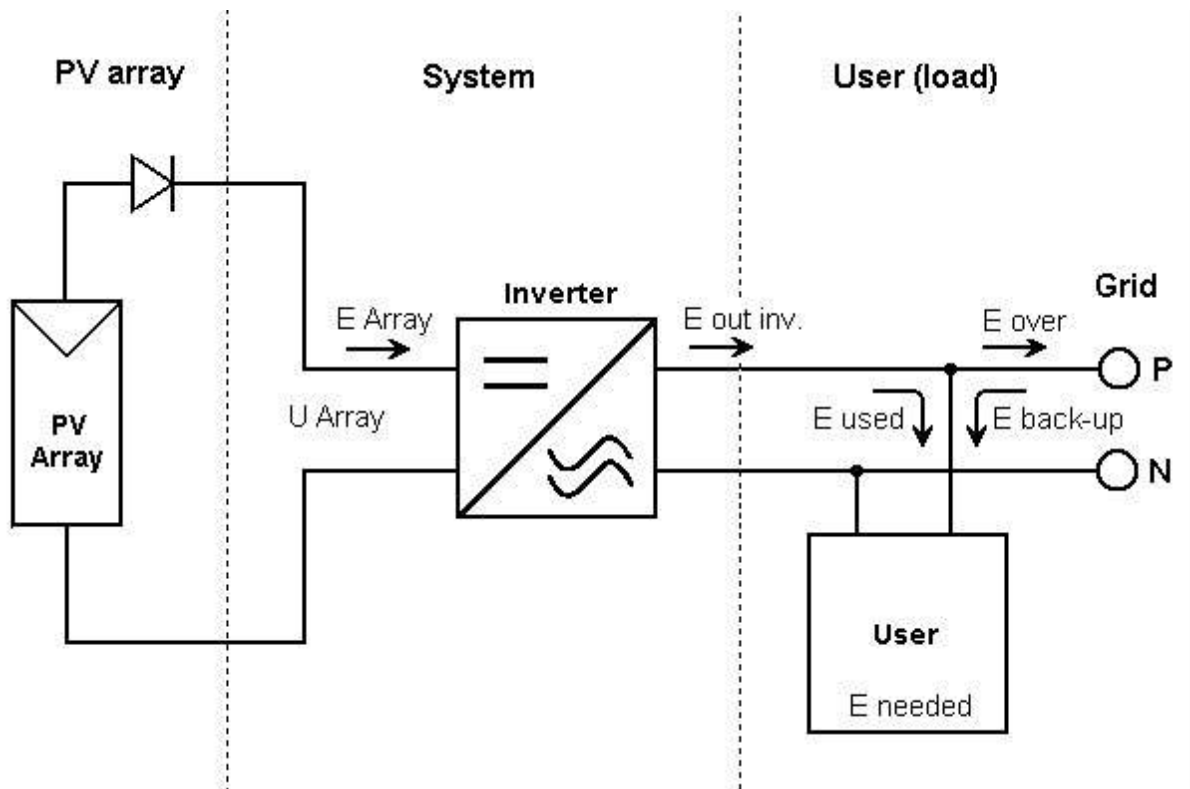 PV array
System
User (load)
Inverter
Grid
E Array
E out inv.
E over
P
U Array
E used
E back-up
PV
Array
N
User
E needed